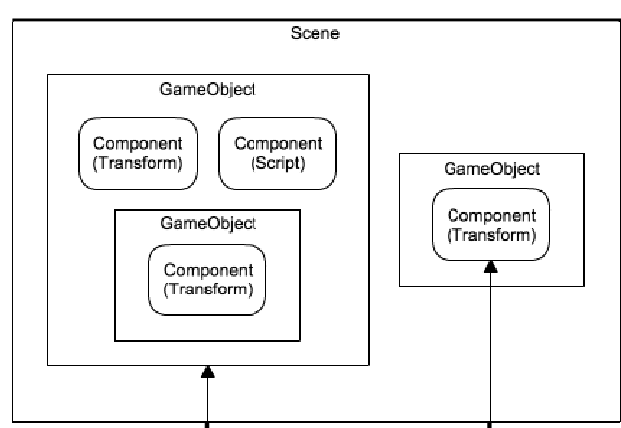 Scene
GameObject
Component
(Transform)
Component
(Script)
GameObject
Component
(Transform)
GameObject
Component
(Transform)